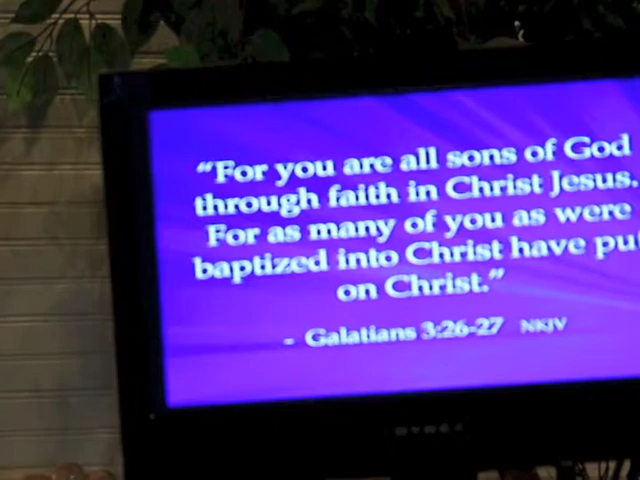 “For you are all sons of God
through faith in Christ Jesus.
For as many of you as were
baptized into Christ have put
on Christ.”
- Galatians 3:26-27 NKJV